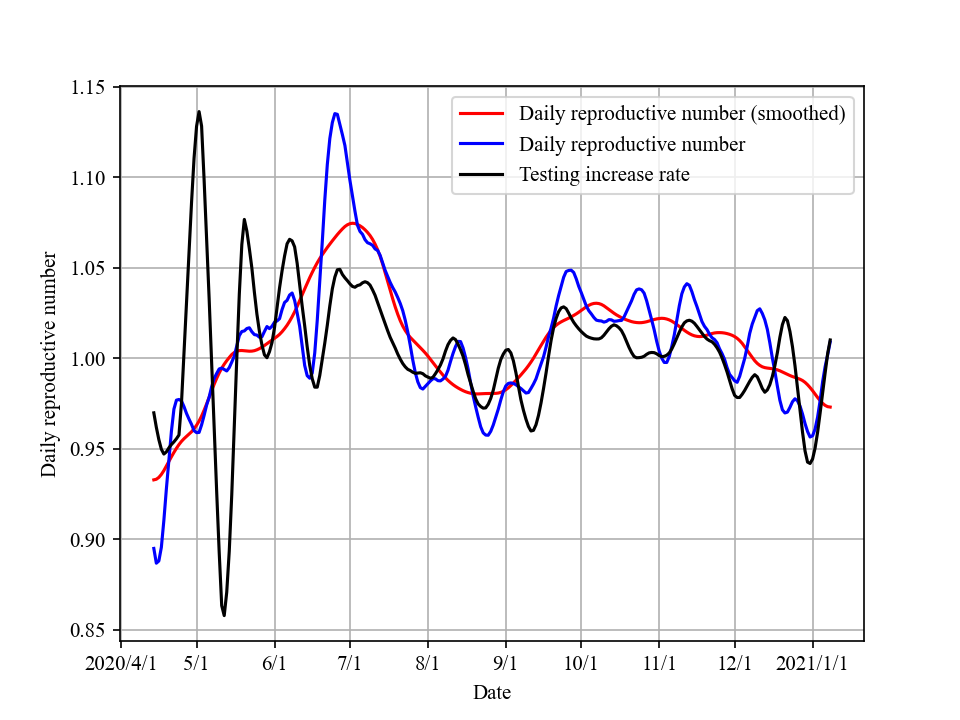 1.15
1.10
1.05
1.00
0.95
0.90
0.85
Daily reproductive number
Daily reproductive number (smoothed)
Daily reproductive number
Testing increase rate
2020/4/1 5/1 6/1 7/1 8/1 9/1 10/1 11/1 12/1 2021/1/1
Date